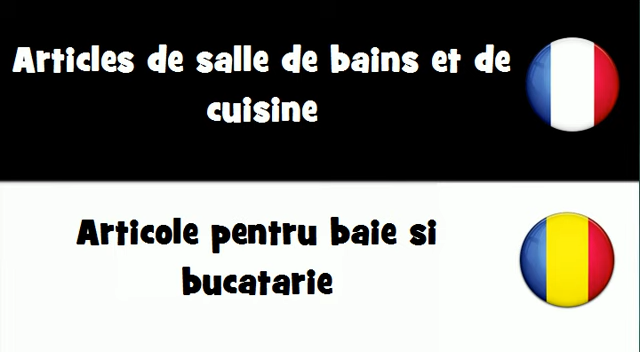 Articles de salle de bains et de
cuisine
Articole pentru baie si
bucatarie